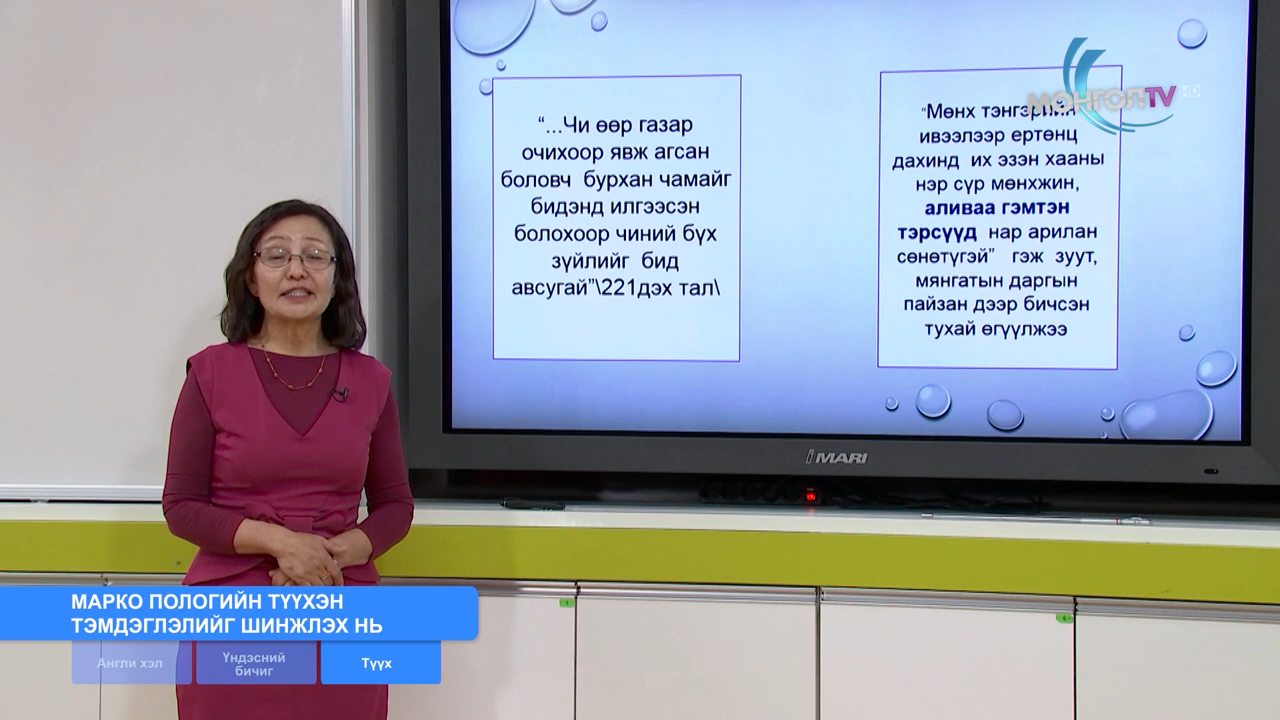 “...Чи өөр газар
очихоор явж агсан
боловч бурхан чамайг
бидэнд илгээсэн
болохоор чиний бүх
зүйлийг бид
авсугай”\221дэх тал\
“Мөнх тэнгэрийн
ивээлээр ертөнц
дахинд их эзэн хааны
нэр сүр мөнхжин,
аливаа гэмтэн
тэрсүүд нар арилан
сөнөтүгэй” гэж зуут,
мянгатын даргын
пайзан дээр бичсэн
тухай өгүүлжээ
МОНГОЛTV HD
iMARI
МАРКО ПОЛОГИЙН ТҮҮХЭН
ТЭМДЭГЛЭЛИЙГ ШИНЖЛЭХ НЬ
Англи хэл
Үндэсний
бичиг
Түүх